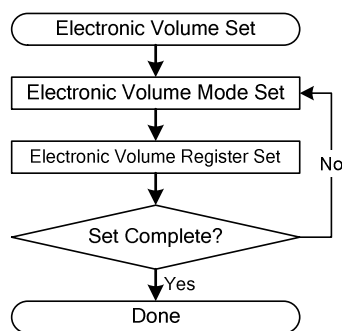 Electronic Volume Set
Electronic Volume Mode Set
Electronic Volume Register Set
No
Set Complete?
Yes
Done